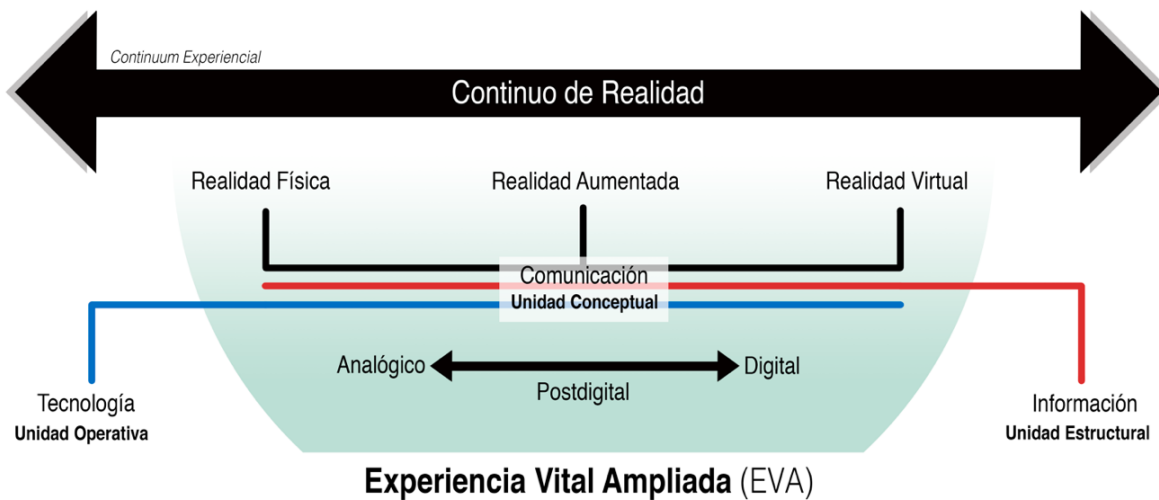 Continuum Experiencial
Continuo de Realidad
Realidad Física
Realidad Aumentada
Realidad Virtual
Comunicación
Unidad Conceptual
Analógico
Digital
Postdigital
Tecnología
Unidad Operativa
Información
Unidad Estructural
Experiencia Vital Ampliada (EVA)